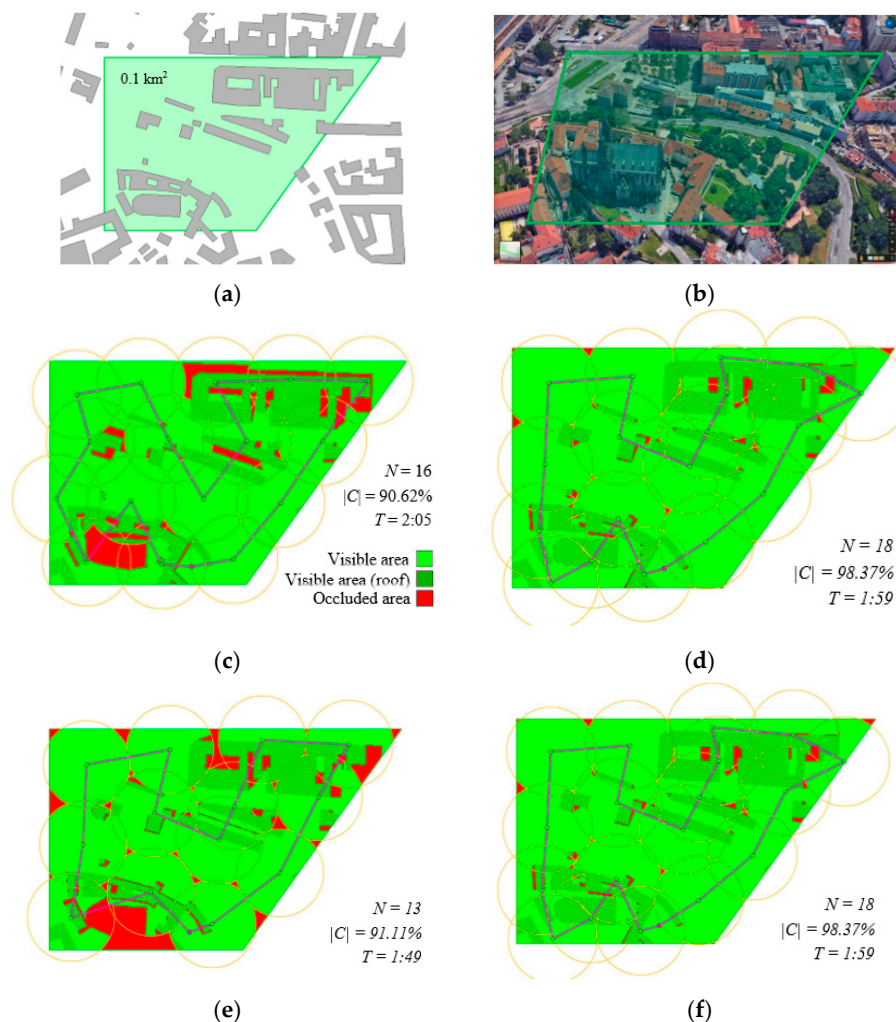 0.1 km²
(a)
(b)
N = 16
|C| = 90.62%
T = 2:05
Visible area
Visible area (roof)
Occluded area
(c)
N = 18
|C| = 98.37%
T = 1:59
(d)
N = 13
|C| = 91.11%
T = 1:49
(e)
N = 18
|C| = 98.37%
T = 1:59
(f)